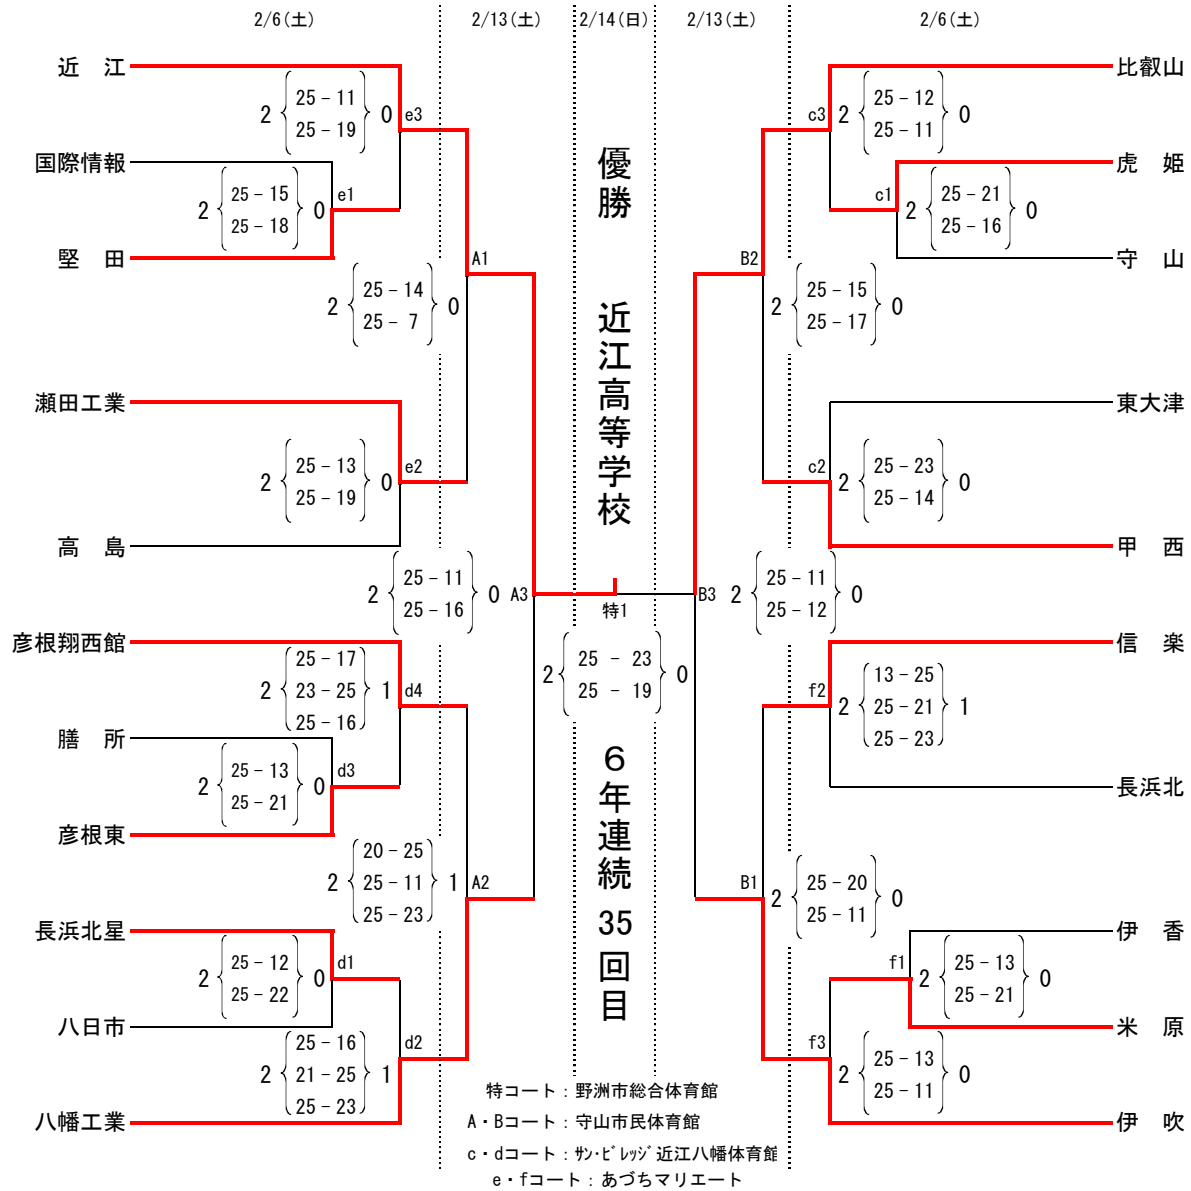 2/6(土)
2/13(土)
2/14(日)
2/13(土)
2/6(土)
近　江
2 25－11 0 e3
25－19
国際情報
2 25－15 0 e1
25－18
堅　田
A1
2 25－14 0
25－ 7
瀬田工業
2 25－13 0 e2
25－19
高　島
2 25－11 0 A3
25－16
彦根翔西館
25－17
2 23－25 1 d4
25－16
膳　所
2 25－13 0 d3
25－21
彦根東
20－25
2 25－11 1 A2
25－23
長浜北星
2 25－12 0 d1
25－22
八日市
25－16 d2
2 21－25 1
25－23
八幡工業
優勝
近江高等学校
特1
2 25 － 23 0
25 － 19
６年連続 35 回目
比叡山
c3 2 25－12 0
25－11
虎　姫
c1 2 25－21 0
25－16
守　山
B2
2 25－15 0
25－17
東大津
c2 2 25－23 0
25－14
甲　西
B3 2 25－11 0
25－12
信　楽
13－25
f2 2 25－21 1
25－23
長浜北
B1 2 25－20 0
25－11
伊　香
f1 2 25－13 0
25－21
米　原
f3 2 25－13 0
25－11
伊　吹
特コート：野洲市総合体育館
A・Bコート：守山市民体育館
c・dコート：ｻﾝ･ﾋﾞﾚｯｼﾞ近江八幡体育館
e・fコート：あづちマリエート